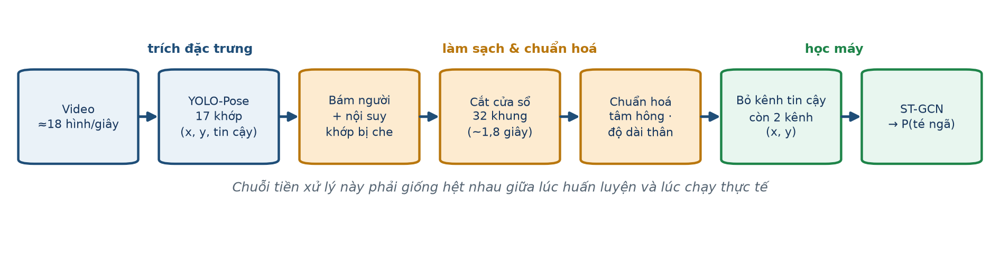 trích đặc trưng
làm sạch & chuẩn hoá
học máy
Video
≈18 hình/giây
YOLO-Pose
17 khớp
(x, y, tin cậy)
Bám người
+ nội suy
khớp bị che
Cắt cửa sổ
32 khung
(~1,8 giây)
Chuẩn hoá
tâm hông ·
độ dài thân
Bỏ kênh tin cậy
còn 2 kênh
(x, y)
ST-GCN
→ P(té ngã)
Chuỗi tiền xử lý này phải giống hệt nhau giữa lúc huấn luyện và lúc chạy thực tế